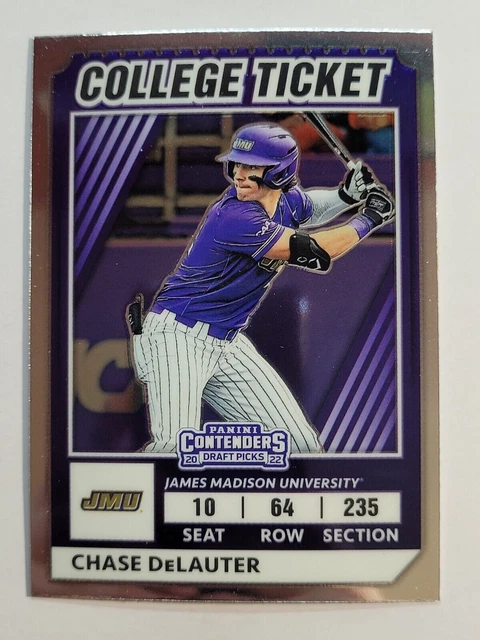 COLLEGE TICKET
JMU
PANINI
CONTENDERS
20 DRAFT PICKS 22
JAMES MADISON UNIVERSITY
JMU
10 | 64 | 235
SEAT ROW SECTION
CHASE DeLAUTER